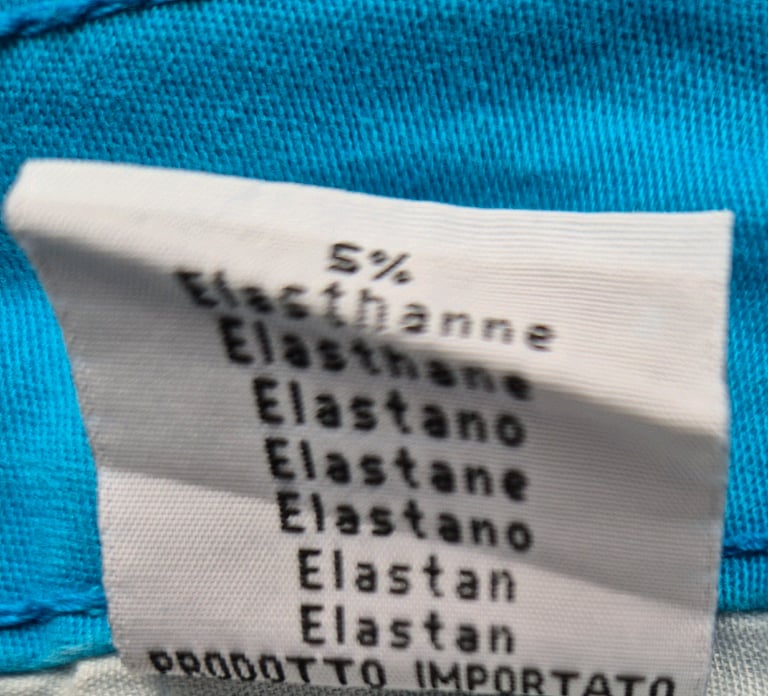 5%
Elasthanne
Elasthane
Elastano
Elastane
Elastano
Elastan
Elastan
PRODOTTO IMPORTATO